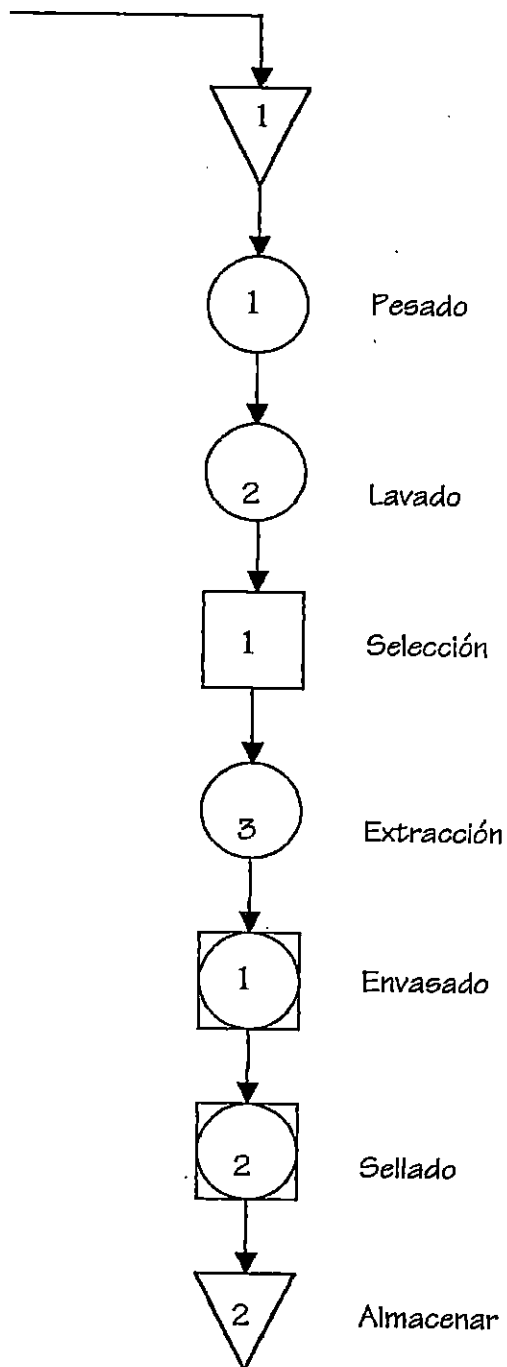 1
1 Pesado
2 Lavado
1 Selección
3 Extracción
1 Envasado
2 Sellado
2 Almacenar